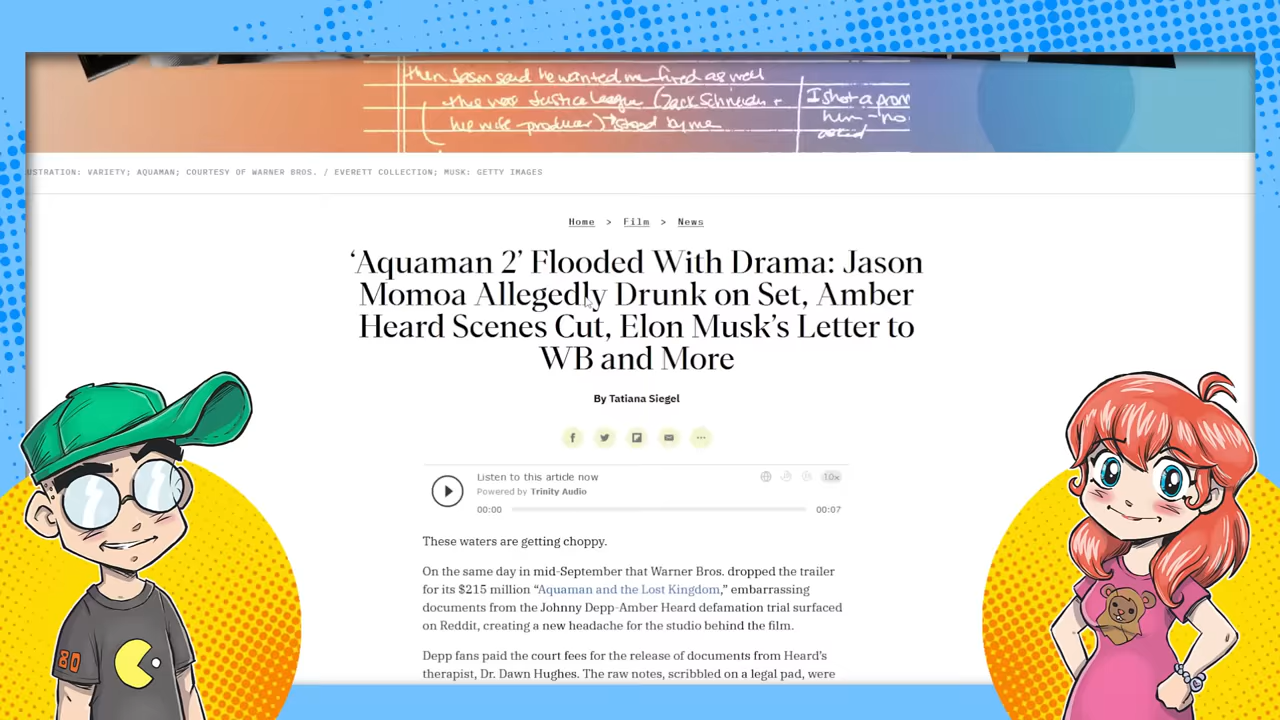 then Jason said he wanted me fired as well
this was Justice League (Zack Schneider +
his wife - producer) → stood by me
I shot a prom
him - no
asked
USTRATION: VARIETY; AQUAMAN; COURTESY OF WARNER BROS. / EVERETT COLLECTION; MUSK: GETTY IMAGES
Home > Film > News
‘Aquaman 2’ Flooded With Drama: Jason
Momoa Allegedly Drunk on Set, Amber
Heard Scenes Cut, Elon Musk’s Letter to
WB and More
By Tatiana Siegel
Listen to this article now
Powered by Trinity Audio
1.0x
00:00
00:07
These waters are getting choppy.
On the same day in mid-September that Warner Bros. dropped the trailer
for its $215 million “Aquaman and the Lost Kingdom,” embarrassing
documents from the Johnny Depp-Amber Heard defamation trial surfaced
on Reddit, creating a new headache for the studio behind the film.
Depp fans paid the court fees for the release of documents from Heard’s
therapist, Dr. Dawn Hughes. The raw notes, scribbled on a legal pad, were
80